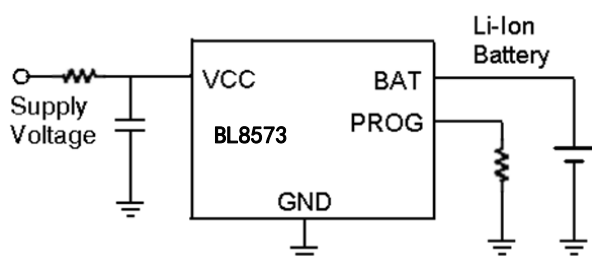 Li-Ion
Battery
VCC
BAT
Supply
Voltage
PROG
BL8573
GND